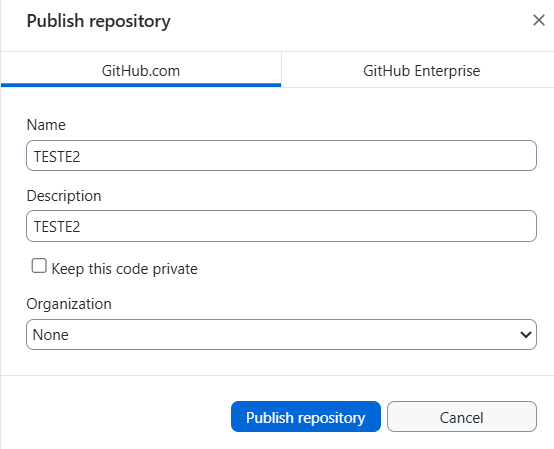 Publish repository
GitHub.com
GitHub Enterprise
Name
TESTE2
Description
TESTE2
Keep this code private
Organization
None
Publish repository
Cancel